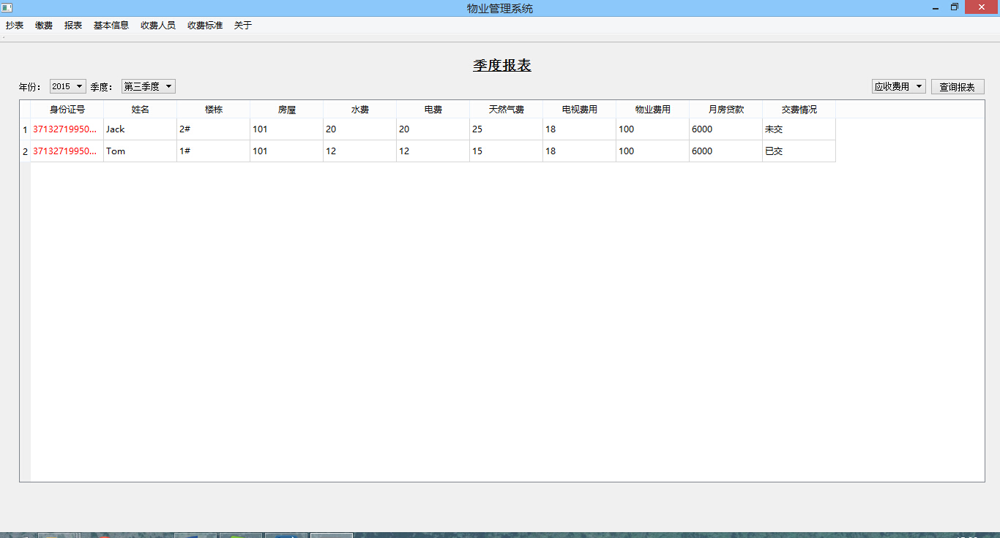 物业管理系统
抄表 缴费 报表 基本信息 收费人员 收费标准 关于
季度报表
年份： 2015 季度： 第三季度 应收费用 查询报表
身份证号 姓名 楼栋 房屋 水费 电费 天然气费 电视费用 物业费用 月房贷款 交费情况
1 37132719950... Jack 2# 101 20 20 25 18 100 6000 未交
2 37132719950... Tom 1# 101 12 12 15 18 100 6000 已交